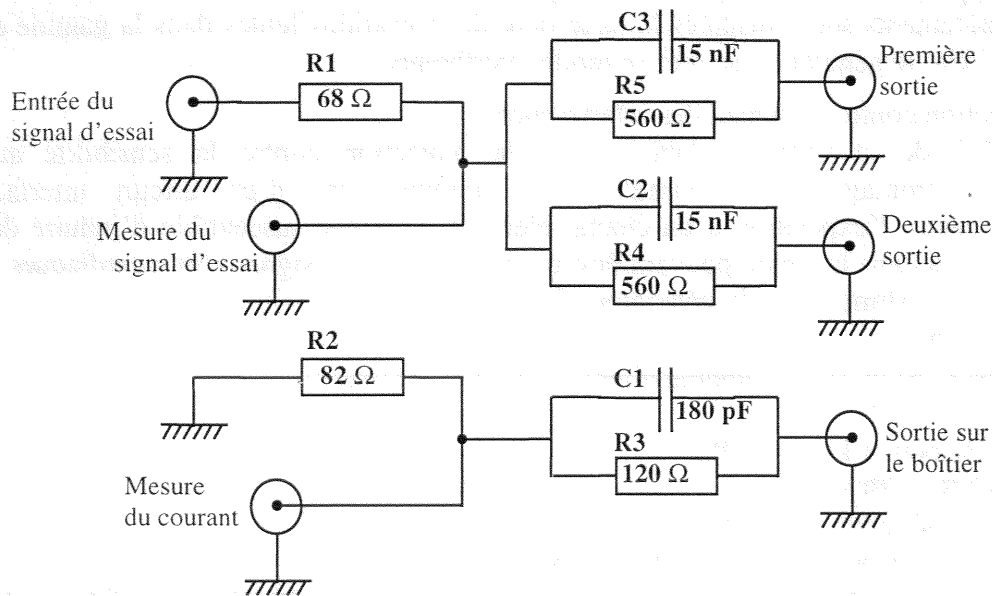 C3
15 nF
Première
sortie
R1
68 Ω
R5
560 Ω
Entrée du
signal d'essai
C2
15 nF
Mesure du
signal d'essai
Deuxième
sortie
R4
560 Ω
R2
82 Ω
C1
180 pF
Sortie sur
le boîtier
R3
120 Ω
Mesure
du courant